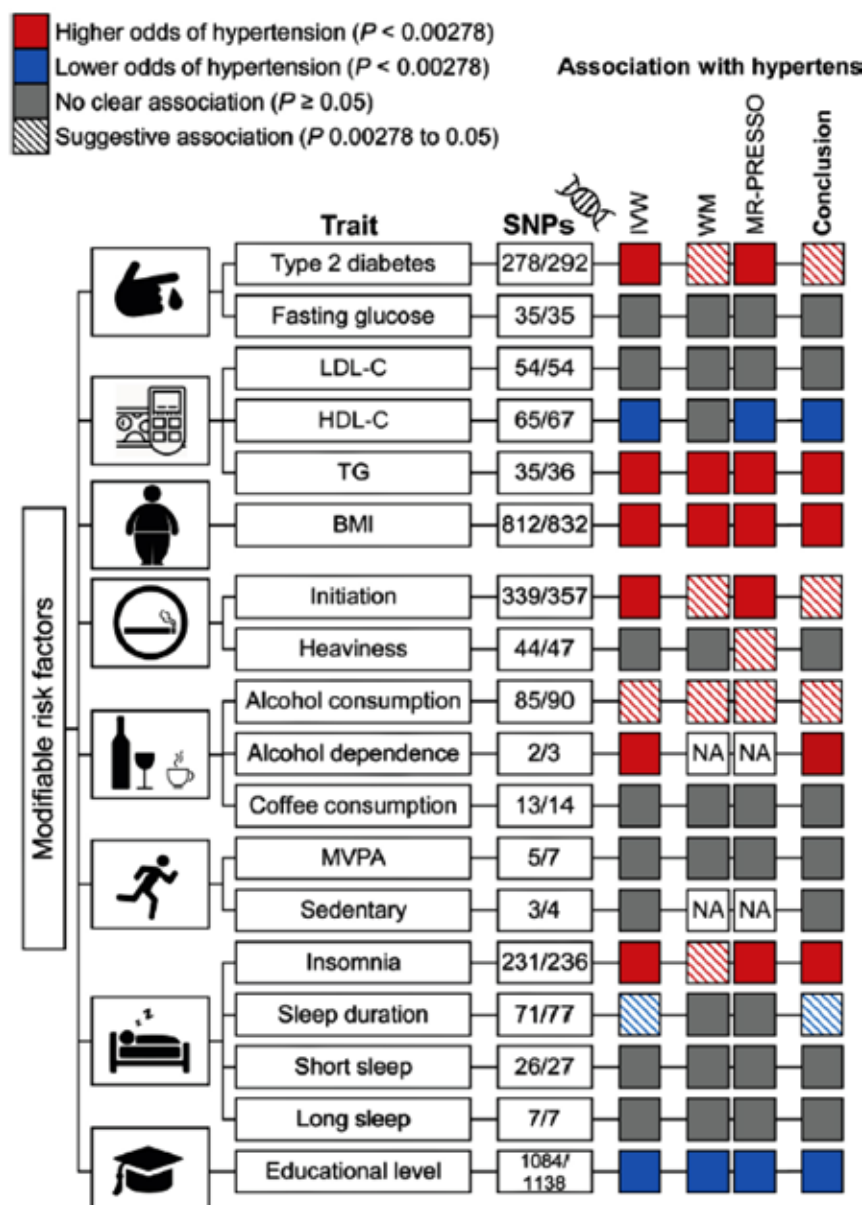 Higher odds of hypertension (P < 0.00278)
Lower odds of hypertension (P < 0.00278)
No clear association (P ≥ 0.05)
Suggestive association (P 0.00278 to 0.05)
Association with hypertens
Trait
SNPs
IVW
WM
MR-PRESSO
Conclusion
Modifiable risk factors
Type 2 diabetes 278/292
Fasting glucose 35/35
LDL-C 54/54
HDL-C 65/67
TG 35/36
BMI 812/832
Initiation 339/357
Heaviness 44/47
Alcohol consumption 85/90
Alcohol dependence 2/3 NA NA
Coffee consumption 13/14
MVPA 5/7
Sedentary 3/4 NA NA
Insomnia 231/236
Sleep duration 71/77
Short sleep 26/27
Long sleep 7/7
Educational level 1084/
1138
z z